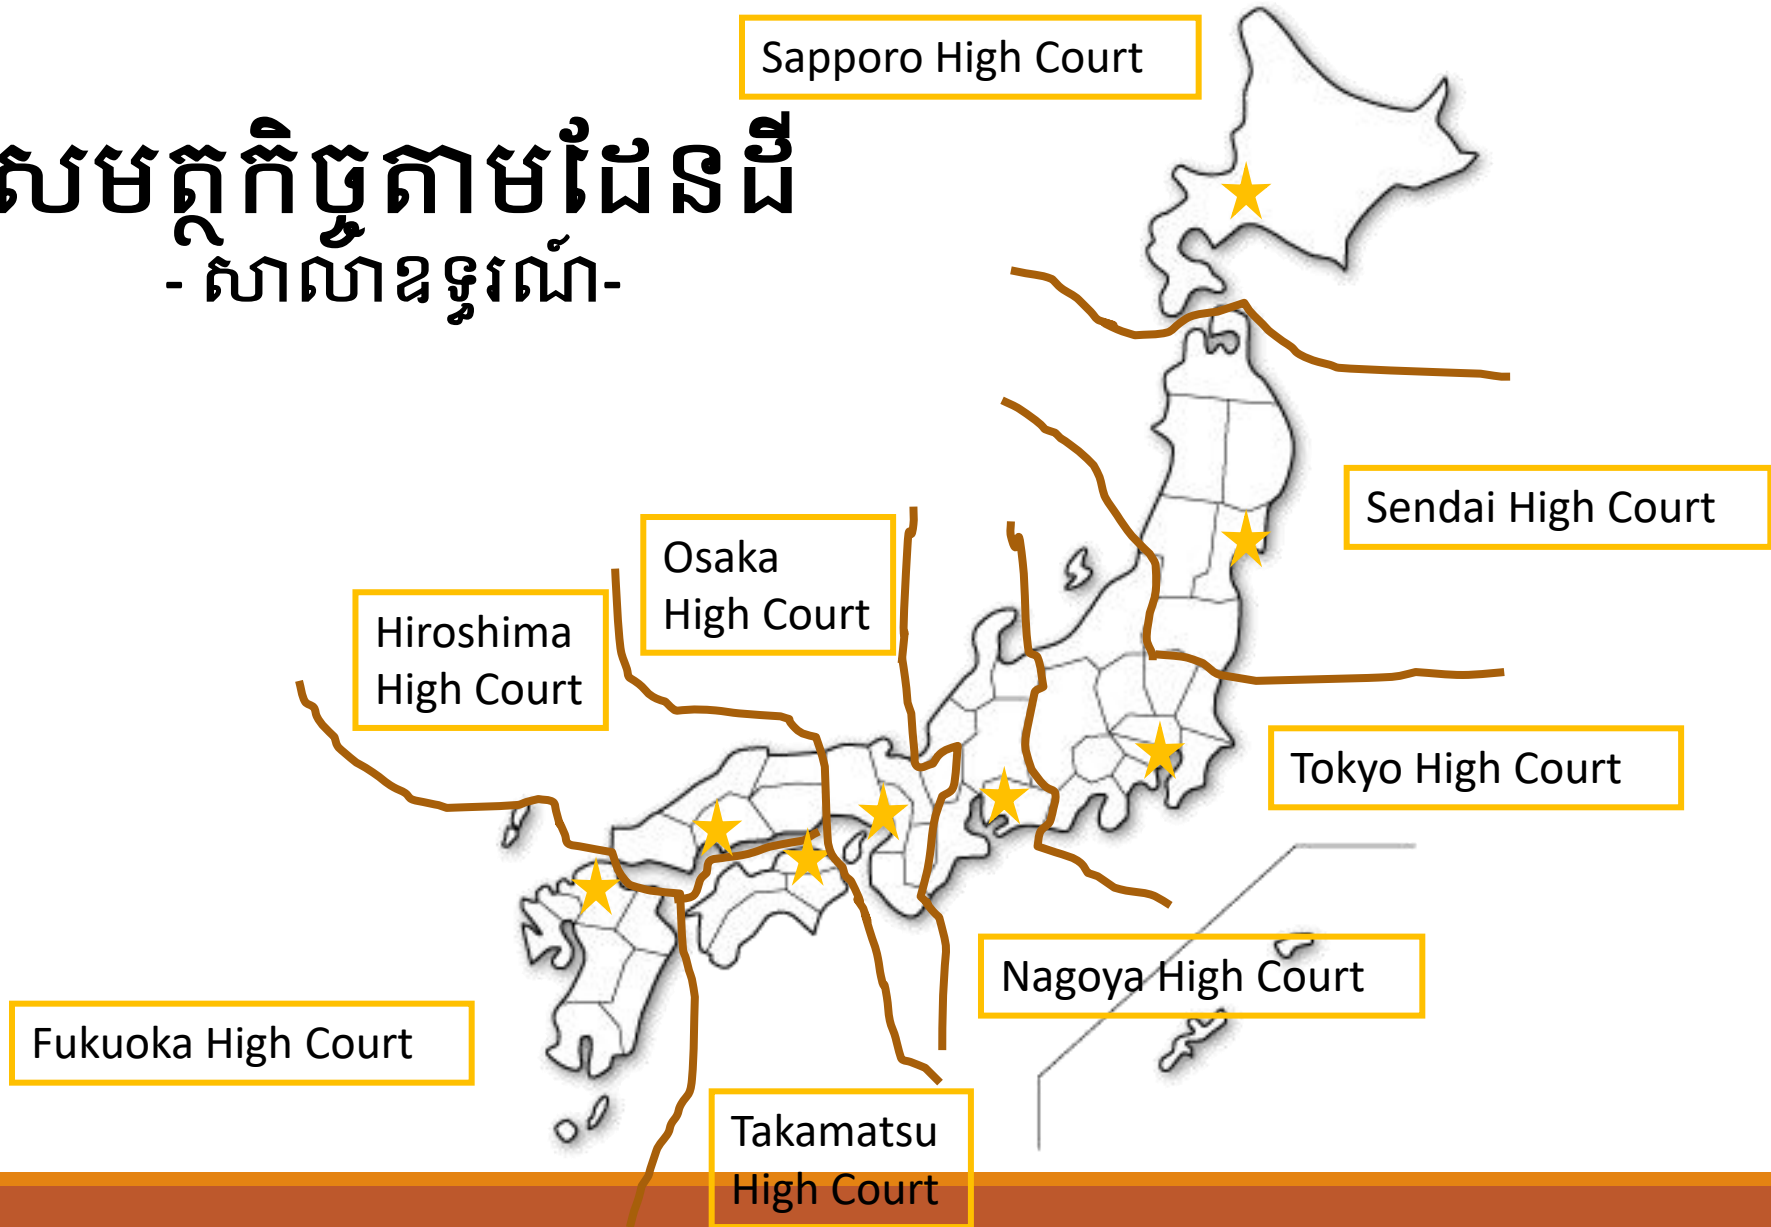 សមត្ថកិច្ចតាមដែនដី
- សាលាឧទ្ធរណ៍-
Sapporo High Court
Sendai High Court
Osaka
High Court
Hiroshima
High Court
Tokyo High Court
Nagoya High Court
Fukuoka High Court
Takamatsu
High Court